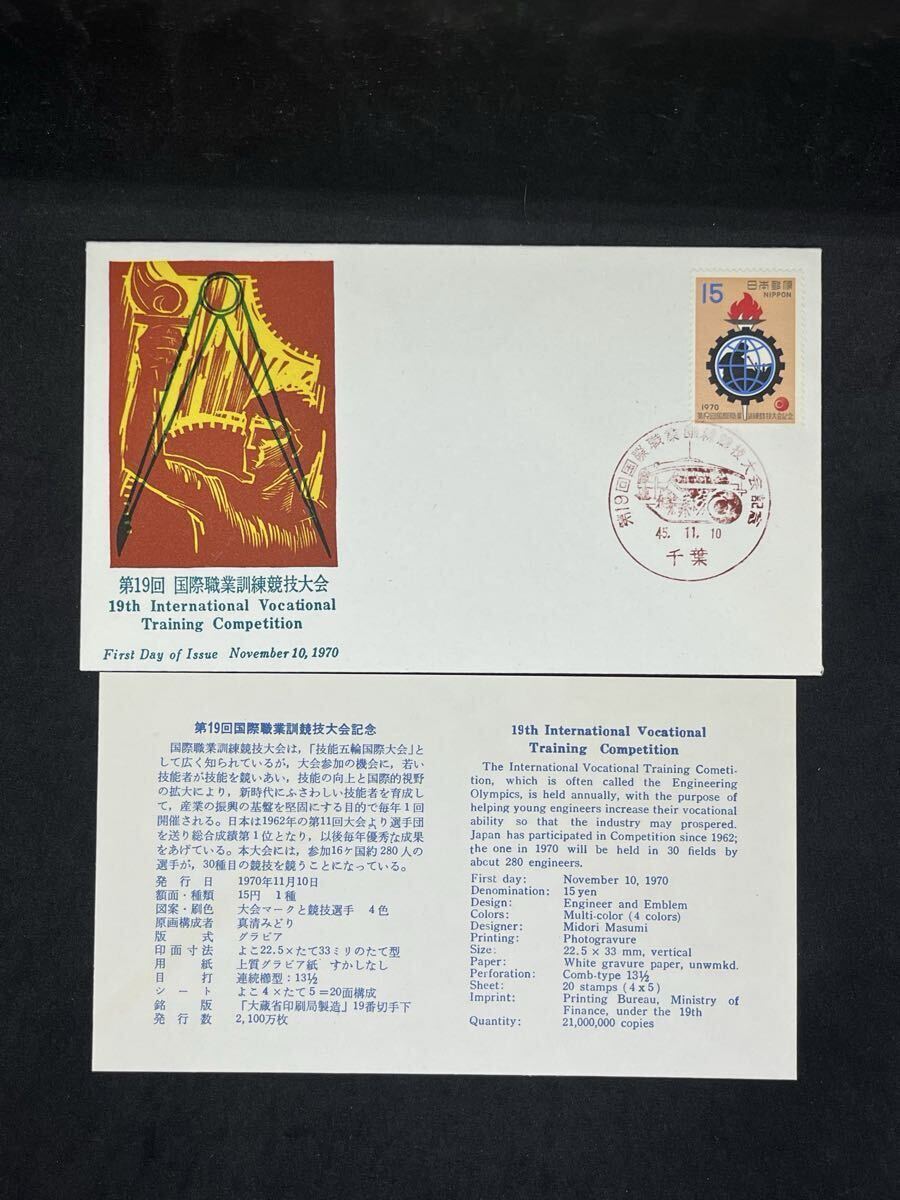 15 日本郵便
NIPPON
1970
第19回国際職業訓練競技大会記念
第19回国際職業訓練競技大会記念
45. 11. 10
千葉
第19回 国際職業訓練競技大会
19th International Vocational
Training Competition
First Day of Issue November 10, 1970
第19回国際職業訓競技大会記念
国際職業訓練競技大会は,「技能五輪国際大会」と
して広く知られているが, 大会参加の機会に, 若い
技能者が技能を競いあい, 技能の向上と国際的視野
の拡大により, 新時代にふさわしい技能者を育成して,
産業の振興の基盤を堅固にする目的で毎年1回
開催される。日本は1962年の第11回大会より選手団
を送り総合成績第1位となり, 以後毎年優秀な成果
をあげている。本大会には, 参加16ケ国約280人の
選手が, 30種目の競技を競うことになっている。
発行日 1970年11月10日
額面・種類 15円 1種
図案・刷色 大会マークと競技選手 4色
原画構成者 真清みどり
版式 グラビア
印面寸法 よこ22.5×たて33ミリのたて型
用紙 上質グラビア紙 すかしなし
目打 連続櫛型:13½
シート よこ4×たて5=20面構成
銘版 「大蔵省印刷局製造」19番切手下
発行数 2,100万枚
19th International Vocational
Training Competition
The International Vocational Training Cometi-
tion, which is often called the Engineering
Olympics, is held annually, with the purpose of
helping young engineers increase their vocational
ability so that the industry may prospered.
Japan has participated in Competition since 1962;
the one in 1970 will be held in 30 fields by
about 280 engineers.
First day: November 10, 1970
Denomination: 15 yen
Design: Engineer and Emblem
Colors: Multi-color (4 colors)
Designer: Midori Masumi
Printing: Photogravure
Size: 22.5 × 33 mm, vertical
Paper: White gravure paper, unwmkd.
Perforation: Comb-type 13½
Sheet: 20 stamps (4 x 5)
Imprint: Printing Bureau, Ministry of
Finance, under the 19th
Quantity: 21,000,000 copies